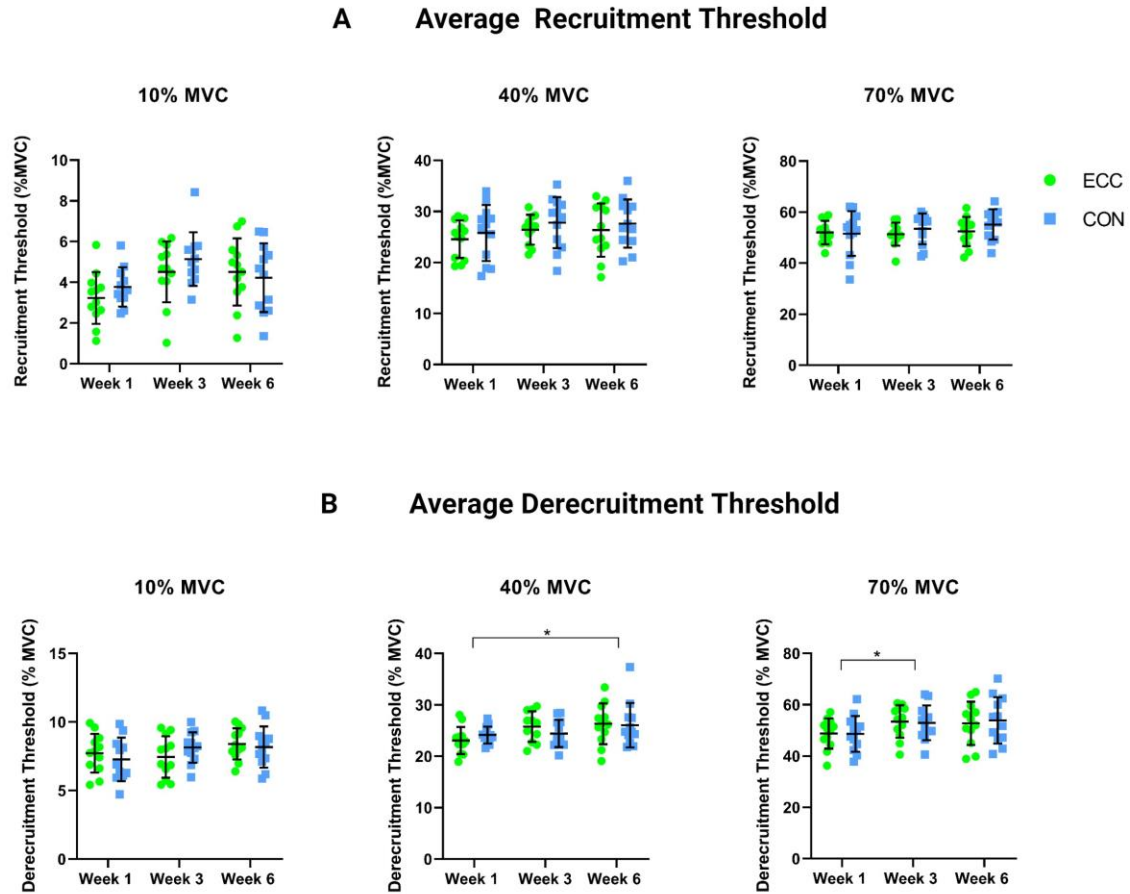 A Average Recruitment Threshold
10% MVC
Recruitment Threshold (%MVC)
10
8
6
4
2
0
Week 1 Week 3 Week 6
40% MVC
Recruitment Threshold (%MVC)
40
30
20
10
0
Week 1 Week 3 Week 6
70% MVC
Recruitment Threshold (%MVC)
80
60
40
20
0
Week 1 Week 3 Week 6
ECC
CON
B Average Derecruitment Threshold
10% MVC
Derecruitment Threshold (% MVC)
15
10
5
0
Week 1 Week 3 Week 6
40% MVC
Derecruitment Threshold (% MVC)
*
40
30
20
10
0
Week 1 Week 3 Week 6
70% MVC
Derecruitment Threshold (% MVC)
*
80
60
40
20
0
Week 1 Week 3 Week 6